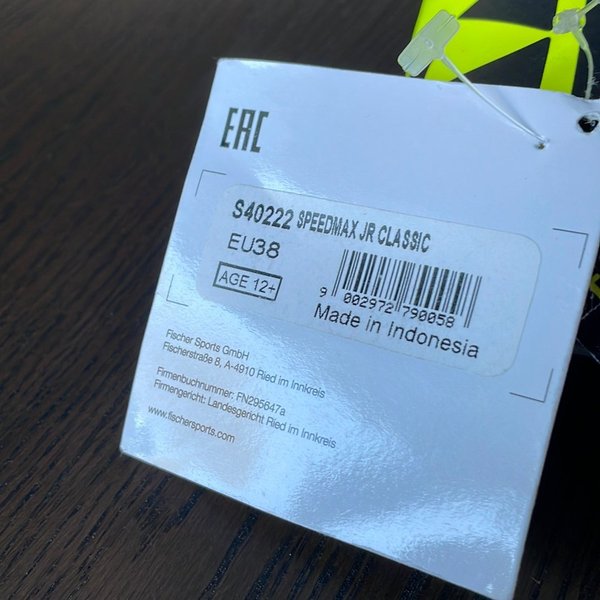 EAC
S40222 SPEEDMAX JR CLASSIC
EU38
AGE 12+
9 002972 790058
Made in Indonesia
Fischer Sports GmbH
Fischerstraße 8, A-4910 Ried im Innkreis
Firmenbuchnummer: FN295647a
Firmengericht: Landesgericht Ried im Innkreis
www.fischersports.com